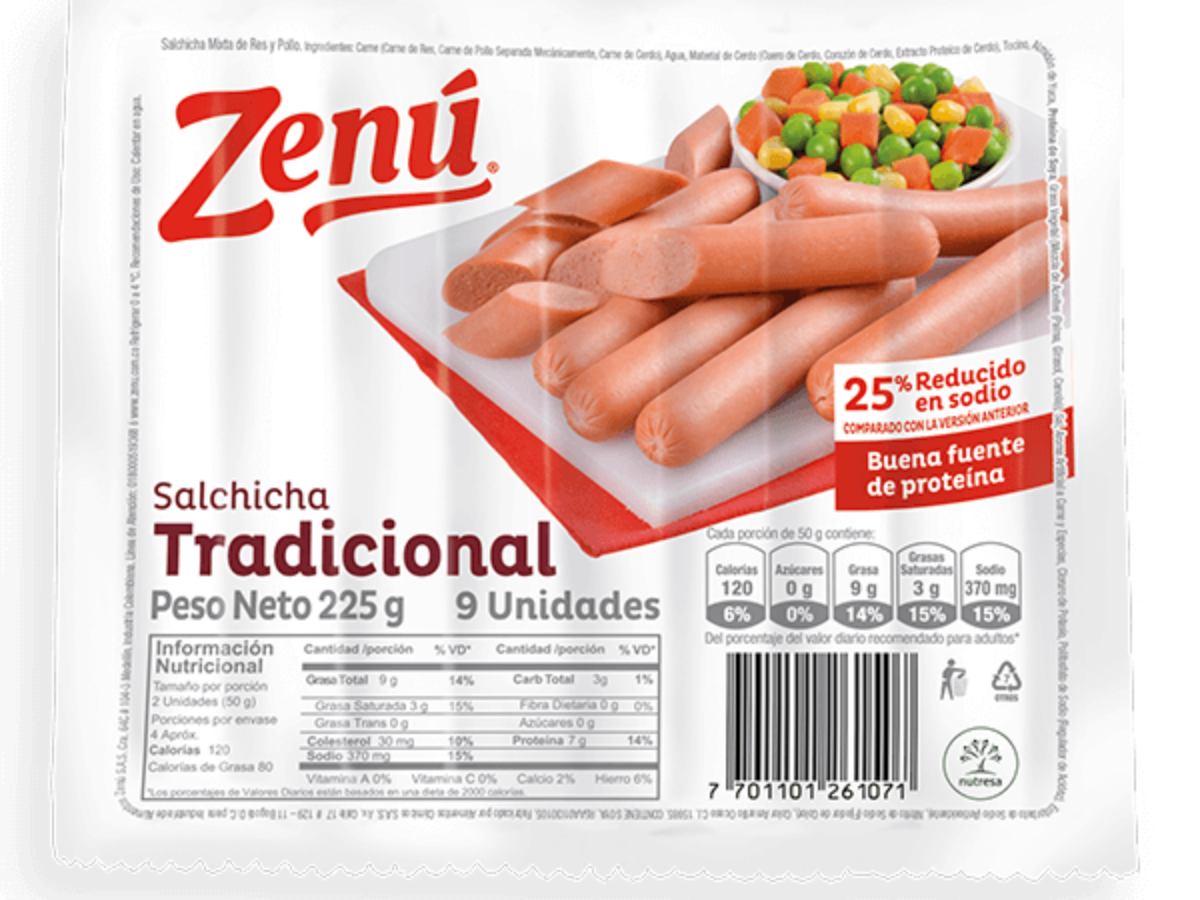 Salchicha Mixta de Res y Pollo. Ingredientes: Carne (Carne de Res, Carne de Pollo Separada Mecánicamente, Carne de Cerdo), Agua, Material de Cerdo (Cuero de Cerdo, Corazón de Cerdo, Extracto Proteico de Cerdo), Tocino,
Zenú®
25% Reducido
en sodio
COMPARADO CON LA VERSIÓN ANTERIOR
Buena fuente
de proteína
Salchicha
Tradicional
Peso Neto 225 g 9 Unidades
Cada porción de 50 g contiene:
Calorías 120 6%
Azúcares 0 g 0%
Grasa 9 g 14%
Grasas Saturadas 3 g 15%
Sodio 370 mg 15%
Del porcentaje del valor diario recomendado para adultos*
Información
Nutricional
Tamaño por porción
2 Unidades (50 g)
Porciones por envase
4 Apróx.
Calorías 120
Calorías de Grasa 80
Cantidad /porción % VD* Cantidad /porción % VD*
Grasa Total 9 g 14% Carb Total 3g 1%
Grasa Saturada 3 g 15% Fibra Dietaria 0 g 0%
Grasa Trans 0 g Azúcares 0 g
Colesterol 30 mg 10% Proteína 7 g 14%
Sodio 370 mg 15%
Vitamina A 0% Vitamina C 0% Calcio 2% Hierro 6%
*Los porcentajes de Valores Diarios están basados en una dieta de 2000 calorías.
7 701101 261071
7
OTROS
nutresa